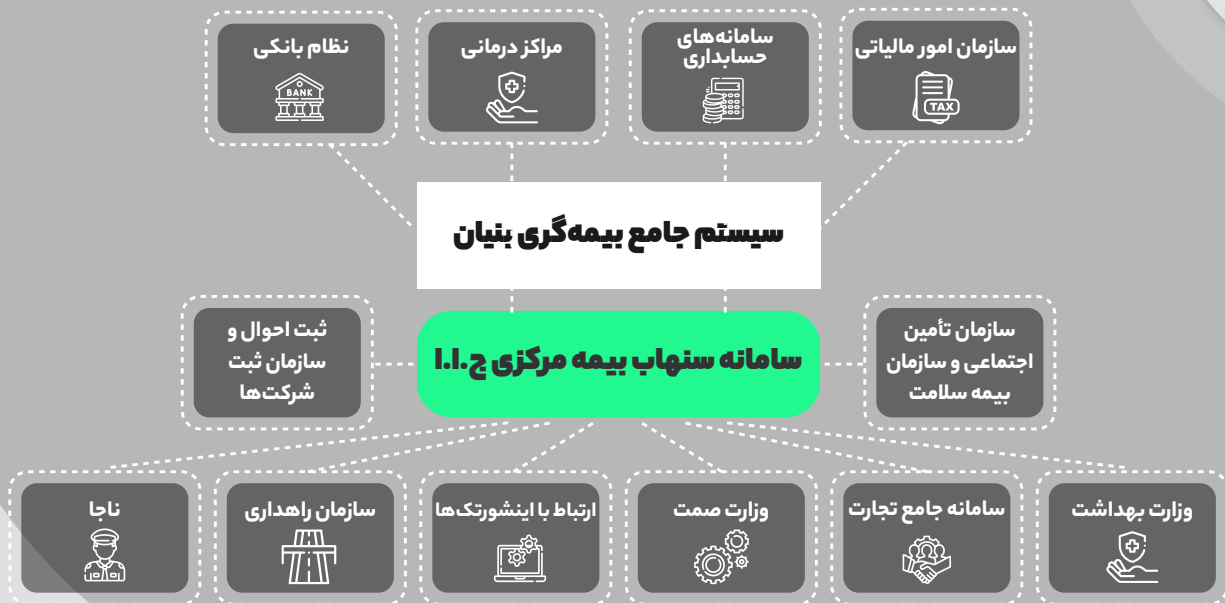 سازمان امور مالیاتی
TAX
سامانه‌های
حسابداری
مراکز درمانی
نظام بانکی
BANK
سیستم جامع بیمه‌گری بنیان
سامانه سنهاب بیمه مرکزی ج.ا.ا
سازمان تأمین
اجتماعی و سازمان
بیمه سلامت
ثبت احوال و
سازمان ثبت
شرکت‌ها
وزارت بهداشت
سامانه جامع تجارت
وزارت صمت
ارتباط با اینشورتک‌ها
سازمان راهداری
ناجا